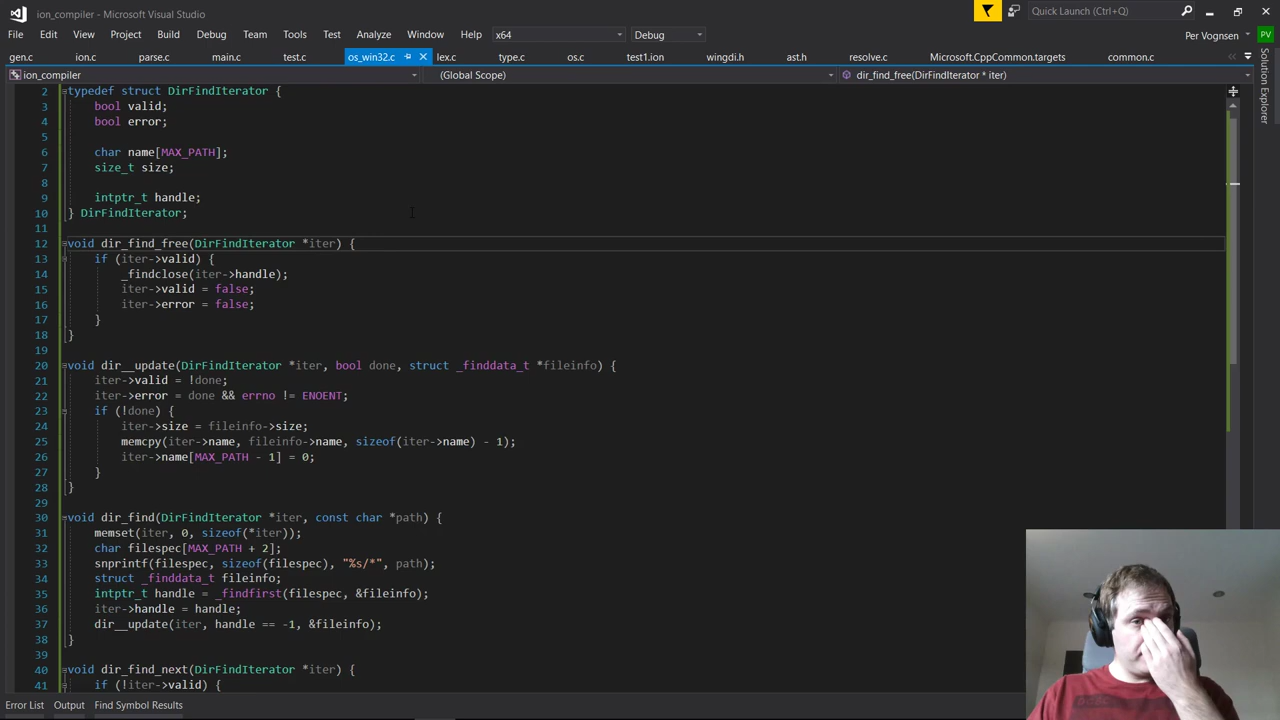 ion_compiler - Microsoft Visual Studio
Quick Launch (Ctrl+Q)
File Edit View Project Build Debug Team Tools Test Analyze Window Help x64 Debug
Per Vognsen PV
gen.c ion.c parse.c main.c test.c os_win32.c lex.c type.c os.c test1.ion wingdi.h ast.h resolve.c Microsoft.CppCommon.targets common.c
ion_compiler (Global Scope) dir_find_free(DirFindIterator * iter)
Solution Explorer
2 typedef struct DirFindIterator {
3 bool valid;
4 bool error;
5
6 char name[MAX_PATH];
7 size_t size;
8
9 intptr_t handle;
10 } DirFindIterator;
11
12 void dir_find_free(DirFindIterator *iter) {
13 if (iter->valid) {
14 _findclose(iter->handle);
15 iter->valid = false;
16 iter->error = false;
17 }
18 }
19
20 void dir__update(DirFindIterator *iter, bool done, struct _finddata_t *fileinfo) {
21 iter->valid = !done;
22 iter->error = done && errno != ENOENT;
23 if (!done) {
24 iter->size = fileinfo->size;
25 memcpy(iter->name, fileinfo->name, sizeof(iter->name) - 1);
26 iter->name[MAX_PATH - 1] = 0;
27 }
28 }
29
30 void dir_find(DirFindIterator *iter, const char *path) {
31 memset(iter, 0, sizeof(*iter));
32 char filespec[MAX_PATH + 2];
33 snprintf(filespec, sizeof(filespec), "%s/*", path);
34 struct _finddata_t fileinfo;
35 intptr_t handle = _findfirst(filespec, &fileinfo);
36 iter->handle = handle;
37 dir__update(iter, handle == -1, &fileinfo);
38 }
39
40 void dir_find_next(DirFindIterator *iter) {
41 if (!iter->valid) {
Error List Output Find Symbol Results